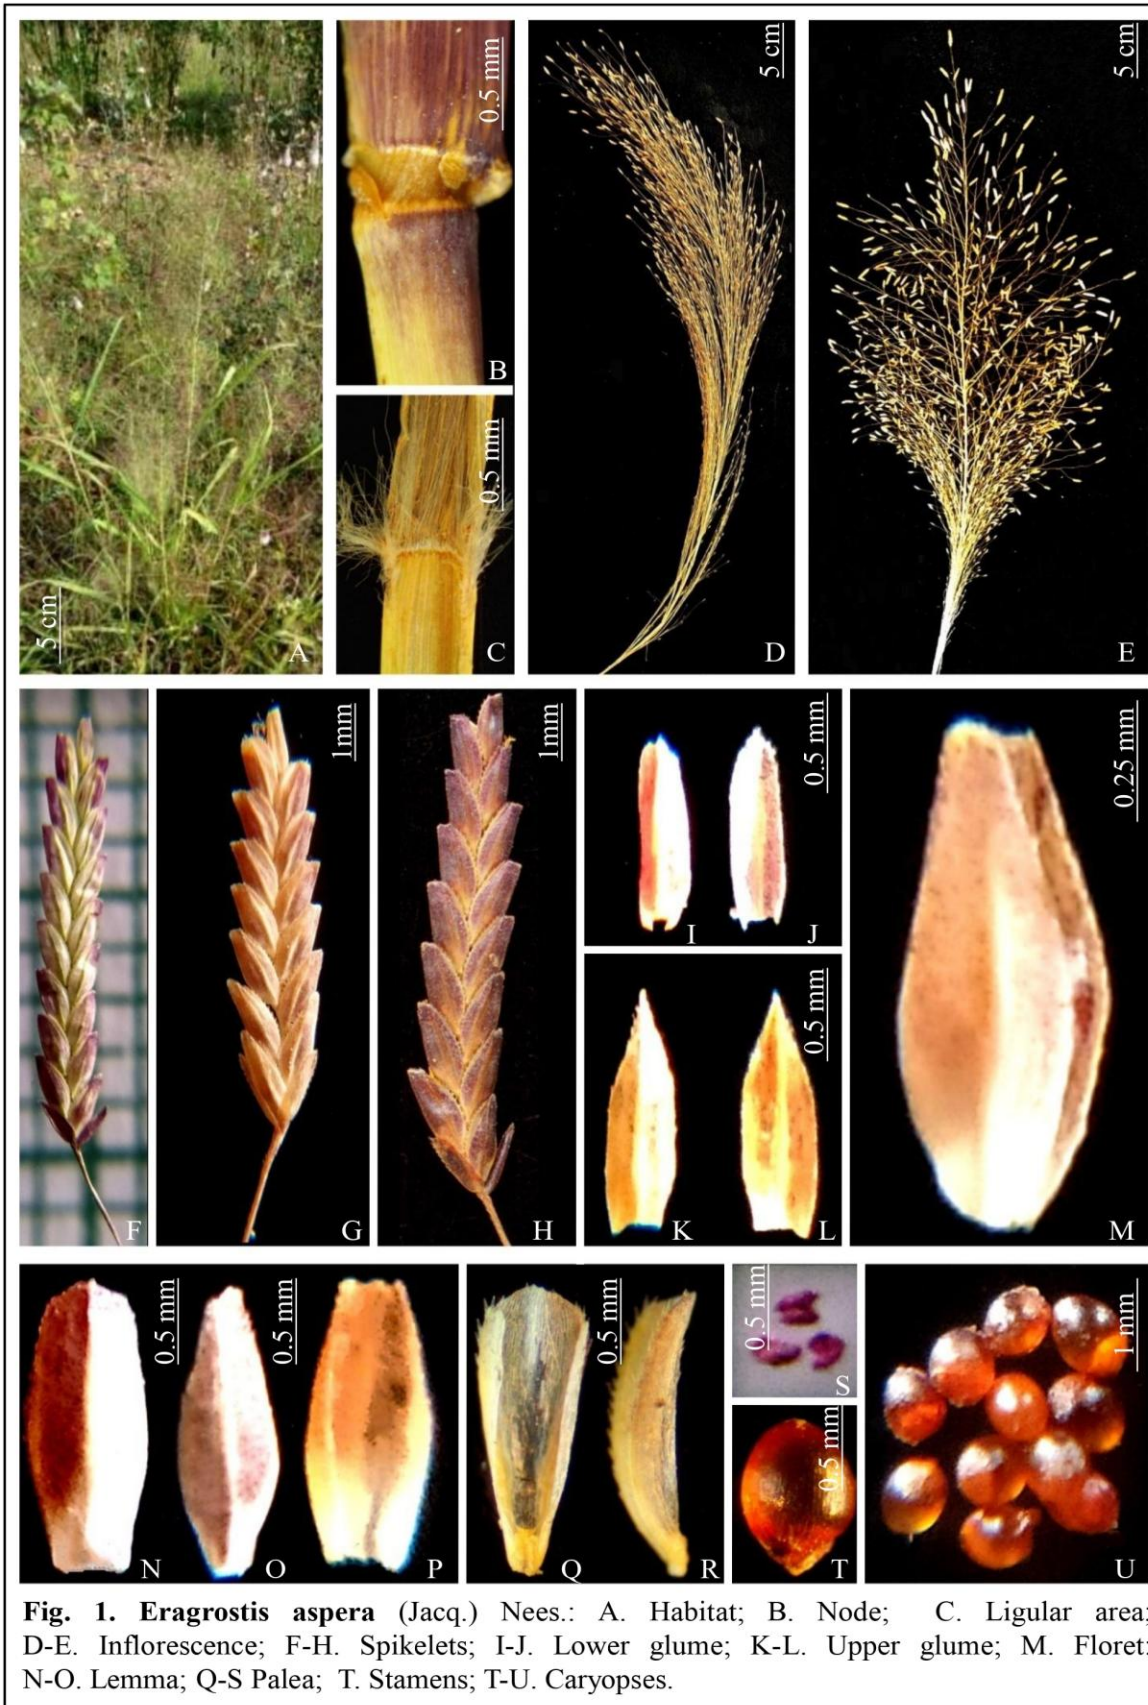 5 cm
A
0.5 mm
B
0.5 mm
C
5 cm
D
5 cm
E
F
1mm
G
1mm
H
I
0.5 mm
J
K
0.5 mm
L
0.25 mm
M
N
0.5 mm
O
0.5 mm
P
Q
0.5 mm
R
0.5 mm
S
0.5 mm
T
1 mm
U
Fig. 1. Eragrostis aspera (Jacq.) Nees.: A. Habitat; B. Node; C. Ligular area;
D-E. Inflorescence; F-H. Spikelets; I-J. Lower glume; K-L. Upper glume; M. Floret;
N-O. Lemma; Q-S Palea; T. Stamens; T-U. Caryopses.